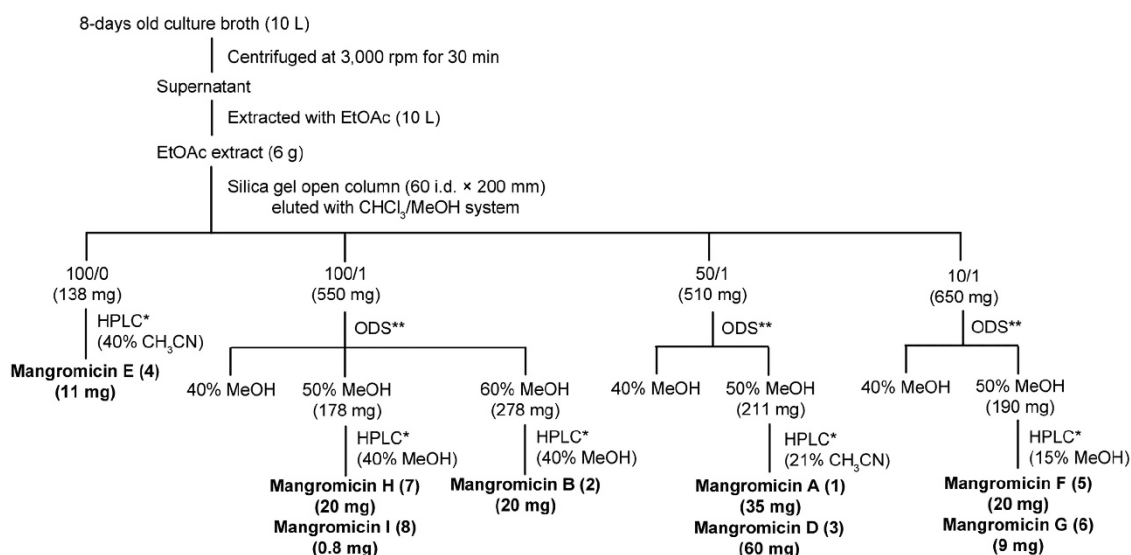 8-days old culture broth (10 L)
Centrifuged at 3,000 rpm for 30 min
Supernatant
Extracted with EtOAc (10 L)
EtOAc extract (6 g)
Silica gel open column (60 i.d. × 200 mm)
eluted with CHCl₃/MeOH system
100/0
(138 mg)
HPLC*
(40% CH₃CN)
Mangromicin E (4)
(11 mg)
100/1
(550 mg)
ODS**
40% MeOH
50% MeOH
(178 mg)
HPLC*
(40% MeOH)
Mangromicin H (7)
(20 mg)
Mangromicin I (8)
(0.8 mg)
60% MeOH
(278 mg)
HPLC*
(40% MeOH)
Mangromicin B (2)
(20 mg)
50/1
(510 mg)
ODS**
40% MeOH
50% MeOH
(211 mg)
HPLC*
(21% CH₃CN)
Mangromicin A (1)
(35 mg)
Mangromicin D (3)
(60 mg)
10/1
(650 mg)
ODS**
40% MeOH
50% MeOH
(190 mg)
HPLC*
(15% MeOH)
Mangromicin F (5)
(20 mg)
Mangromicin G (6)
(9 mg)